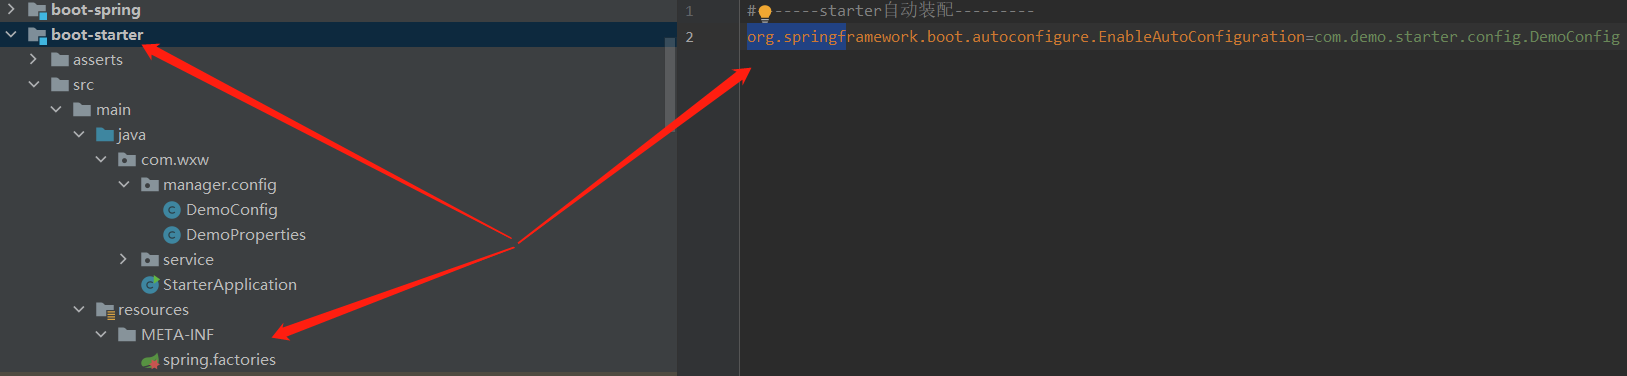 boot-spring
boot-starter
asserts
src
main
java
com.wxw
manager.config
DemoConfig
DemoProperties
service
StarterApplication
resources
META-INF
spring.factories
1 # -----starter自动装配---------
2 org.springframework.boot.autoconfigure.EnableAutoConfiguration=com.demo.starter.config.DemoConfig